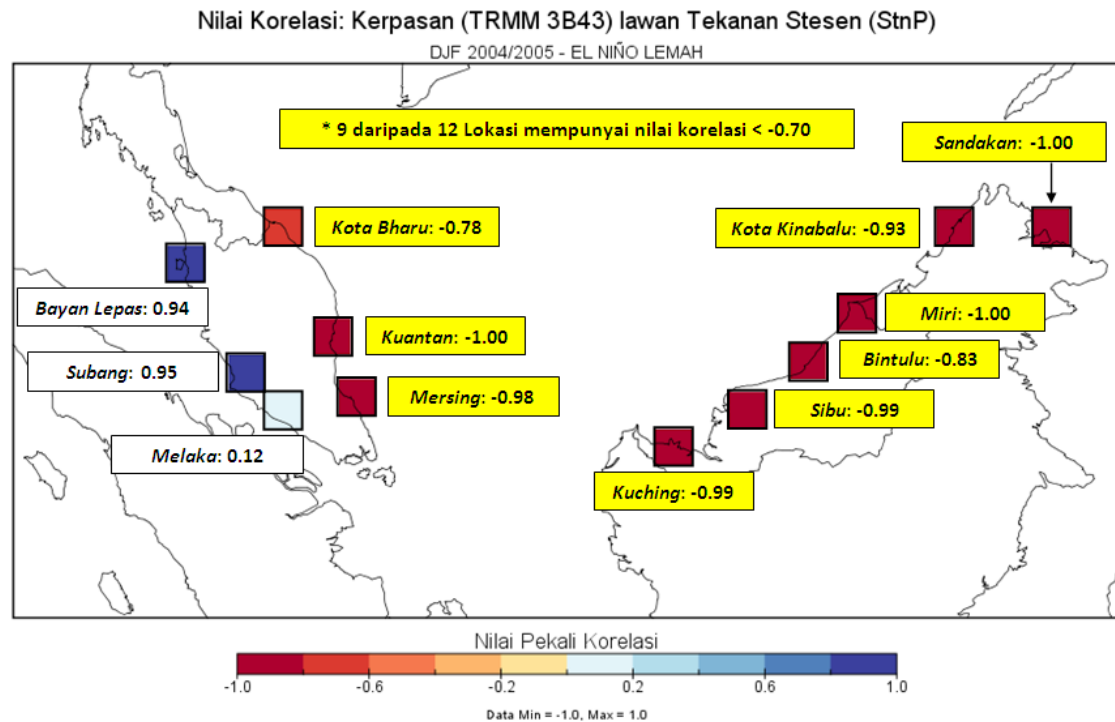 Nilai Korelasi: Kerpasan (TRMM 3B43) lawan Tekanan Stesen (StnP)
DJF 2004/2005 - EL NIÑO LEMAH
* 9 daripada 12 Lokasi mempunyai nilai korelasi < -0.70
Sandakan: -1.00
Kota Bharu: -0.78
Kota Kinabalu: -0.93
Bayan Lepas: 0.94
Miri: -1.00
Kuantan: -1.00
Subang: 0.95
Bintulu: -0.83
Mersing: -0.98
Sibu: -0.99
Melaka: 0.12
Kuching: -0.99
Nilai Pekali Korelasi
-1.0 -0.6 -0.2 0.2 0.6 1.0
Data Min = -1.0, Max = 1.0